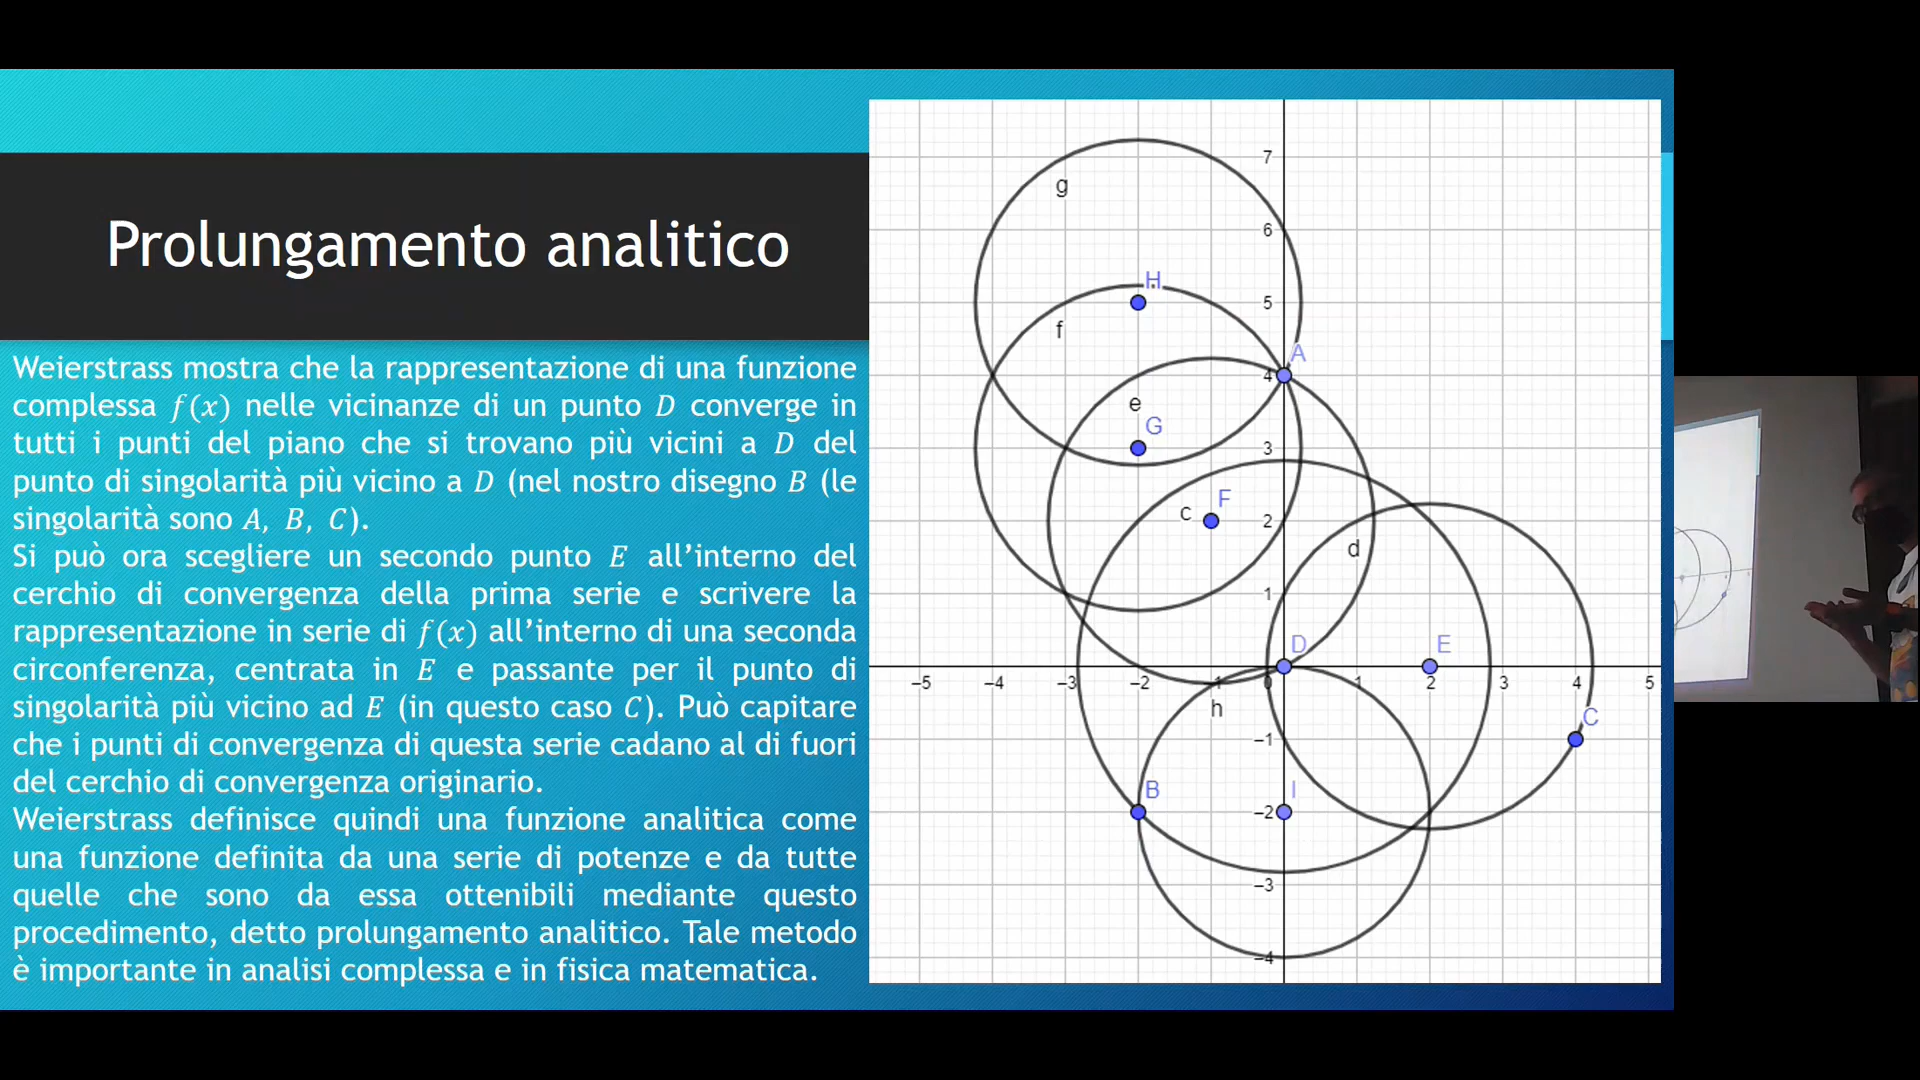 Prolungamento analitico
Weierstrass mostra che la rappresentazione di una funzione
complessa f(x) nelle vicinanze di un punto D converge in
tutti i punti del piano che si trovano più vicini a D del
punto di singolarità più vicino a D (nel nostro disegno B (le
singolarità sono A, B, C).
Si può ora scegliere un secondo punto E all’interno del
cerchio di convergenza della prima serie e scrivere la
rappresentazione in serie di f(x) all’interno di una seconda
circonferenza, centrata in E e passante per il punto di
singolarità più vicino ad E (in questo caso C). Può capitare
che i punti di convergenza di questa serie cadano al di fuori
del cerchio di convergenza originario.
Weierstrass definisce quindi una funzione analitica come
una funzione definita da una serie di potenze e da tutte
quelle che sono da essa ottenibili mediante questo
procedimento, detto prolungamento analitico. Tale metodo
è importante in analisi complessa e in fisica matematica.
7
g
6
H
5
f
A
4
e
G
3
F
c
2
d
1
D
E
–5 –4 –3 –2 –1 0 1 2 3 4 5
h
C
–1
B
I
–2
–3
–4